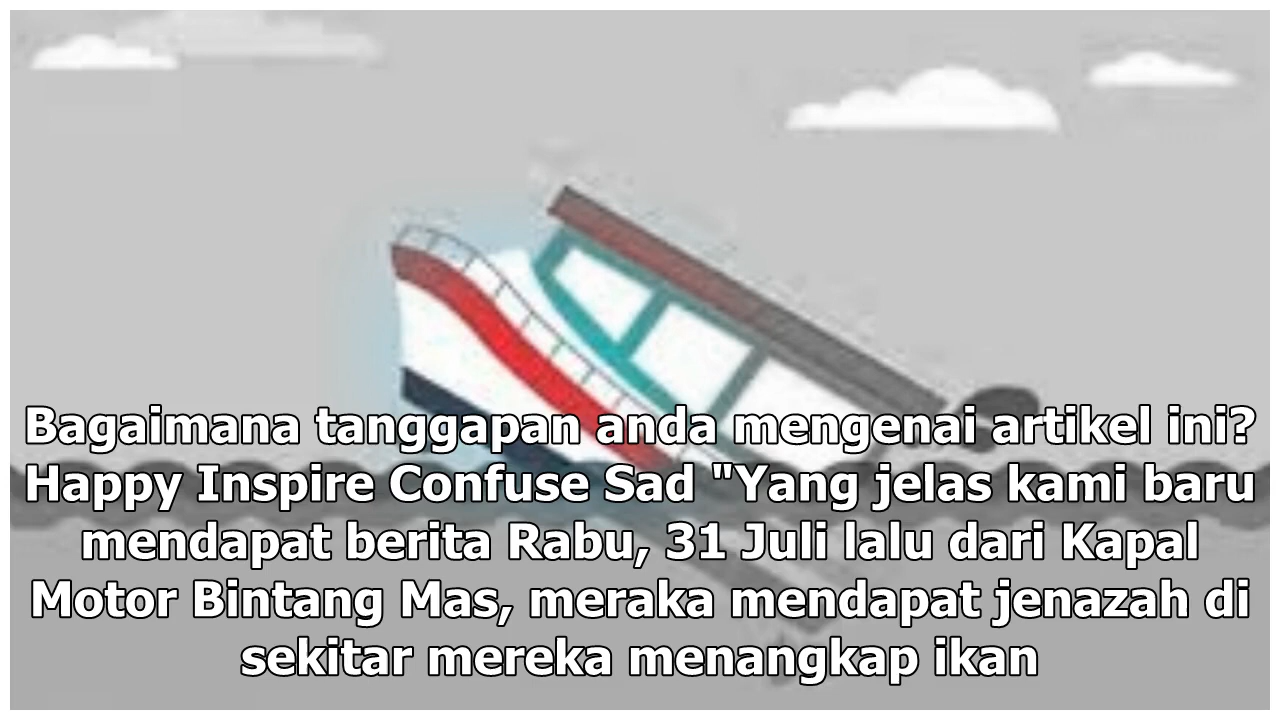 Bagaimana tanggapan anda mengenai artikel ini?
Happy Inspire Confuse Sad "Yang jelas kami baru
mendapat berita Rabu, 31 Juli lalu dari Kapal
Motor Bintang Mas, meraka mendapat jenazah di
sekitar mereka menangkap ikan